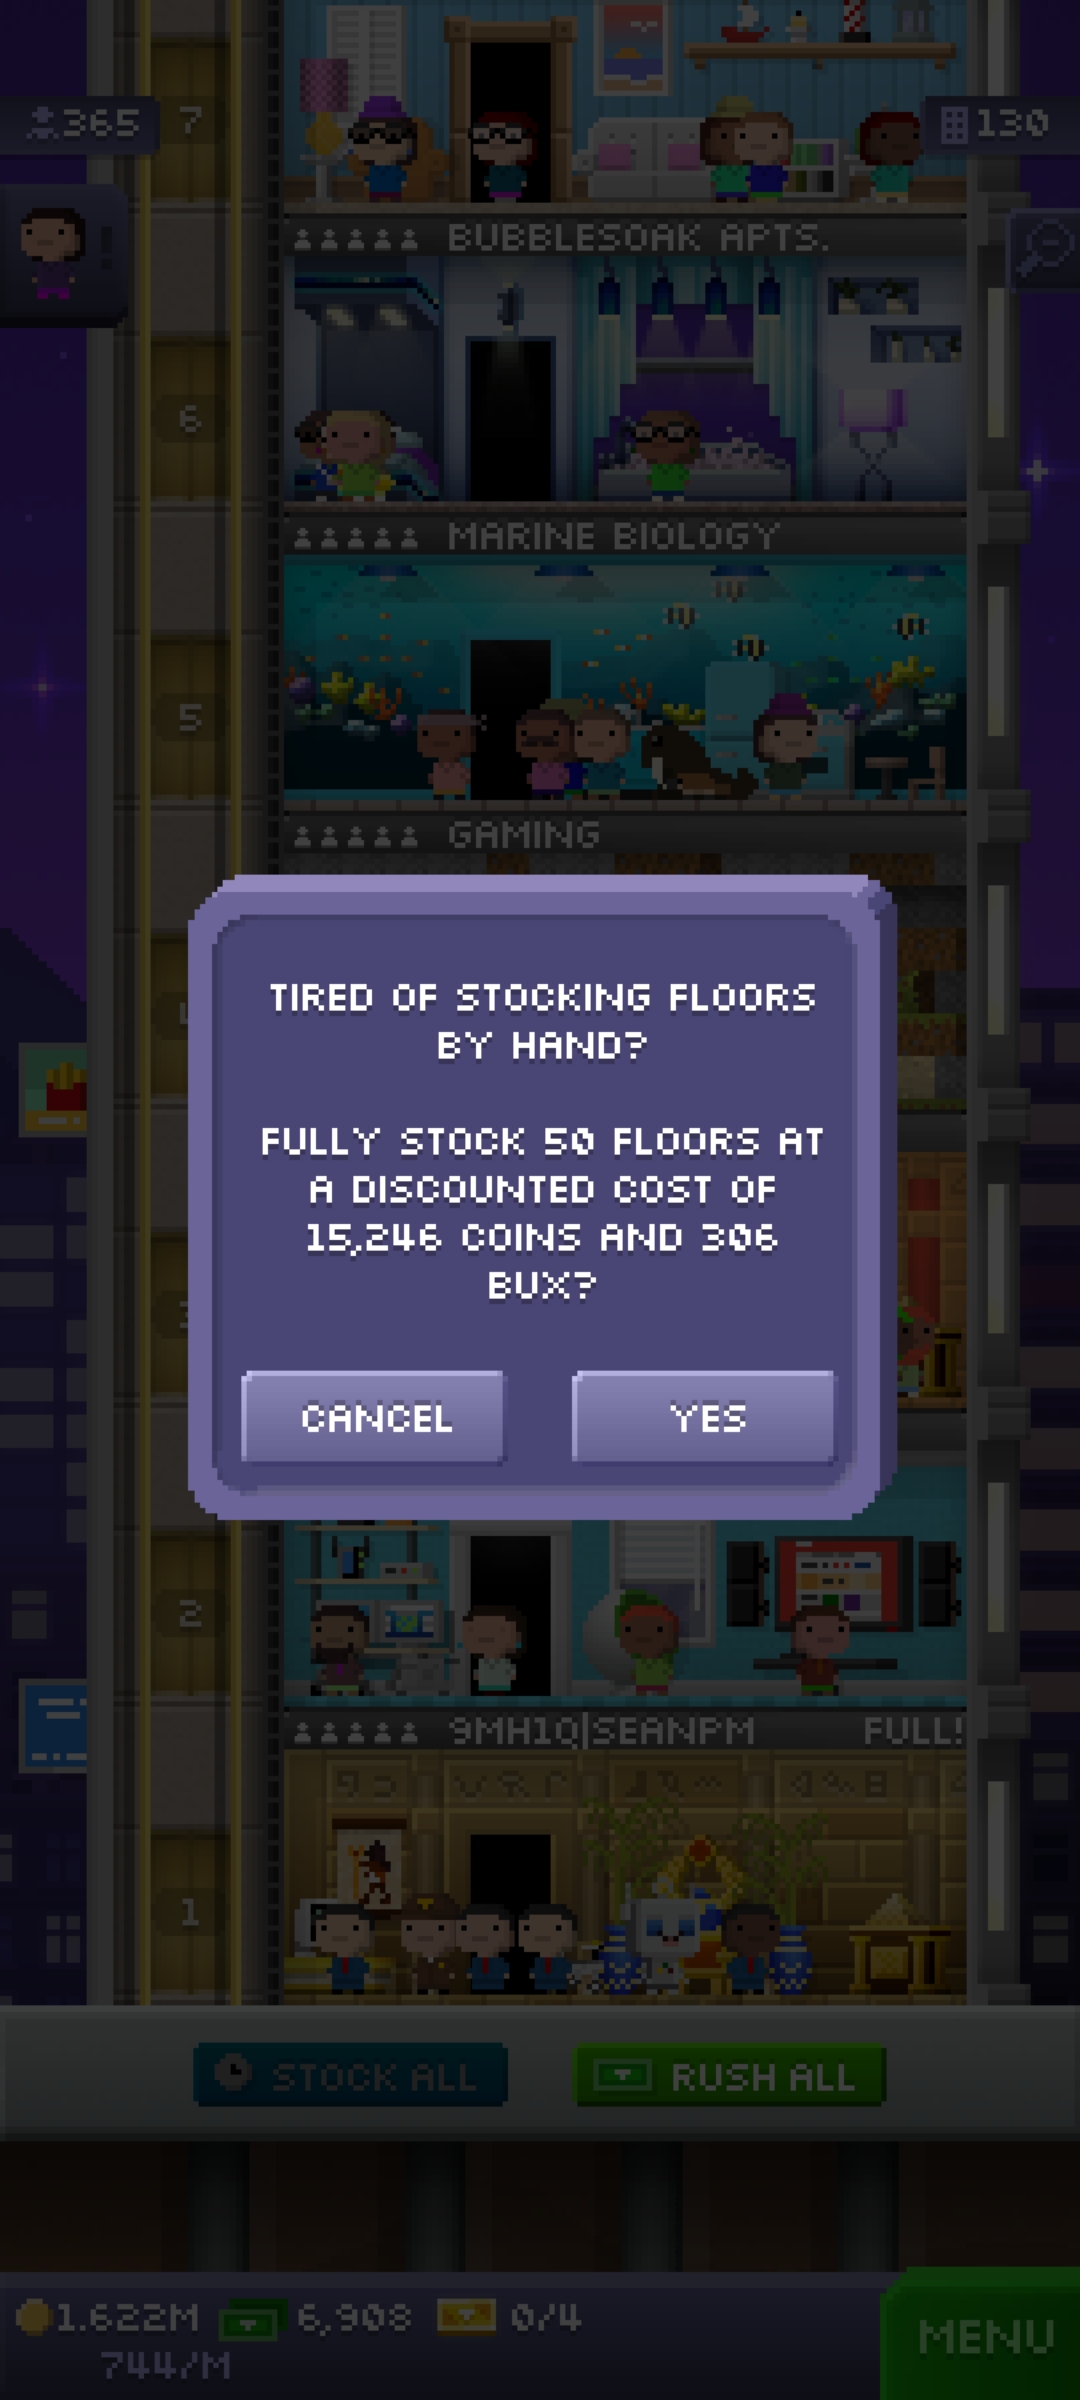 365
7
130
BUBBLESOAK APTS.
6
MARINE BIOLOGY
5
GAMING
TIRED OF STOCKING FLOORS
BY HAND?
FULLY STOCK 50 FLOORS AT
A DISCOUNTED COST OF
15,246 COINS AND 306
BUX?
CANCEL
YES
2
9MH1Q|SEANPM
FULL!
1
STOCK ALL
RUSH ALL
1.622M
6,908
0/4
744/M
MENU